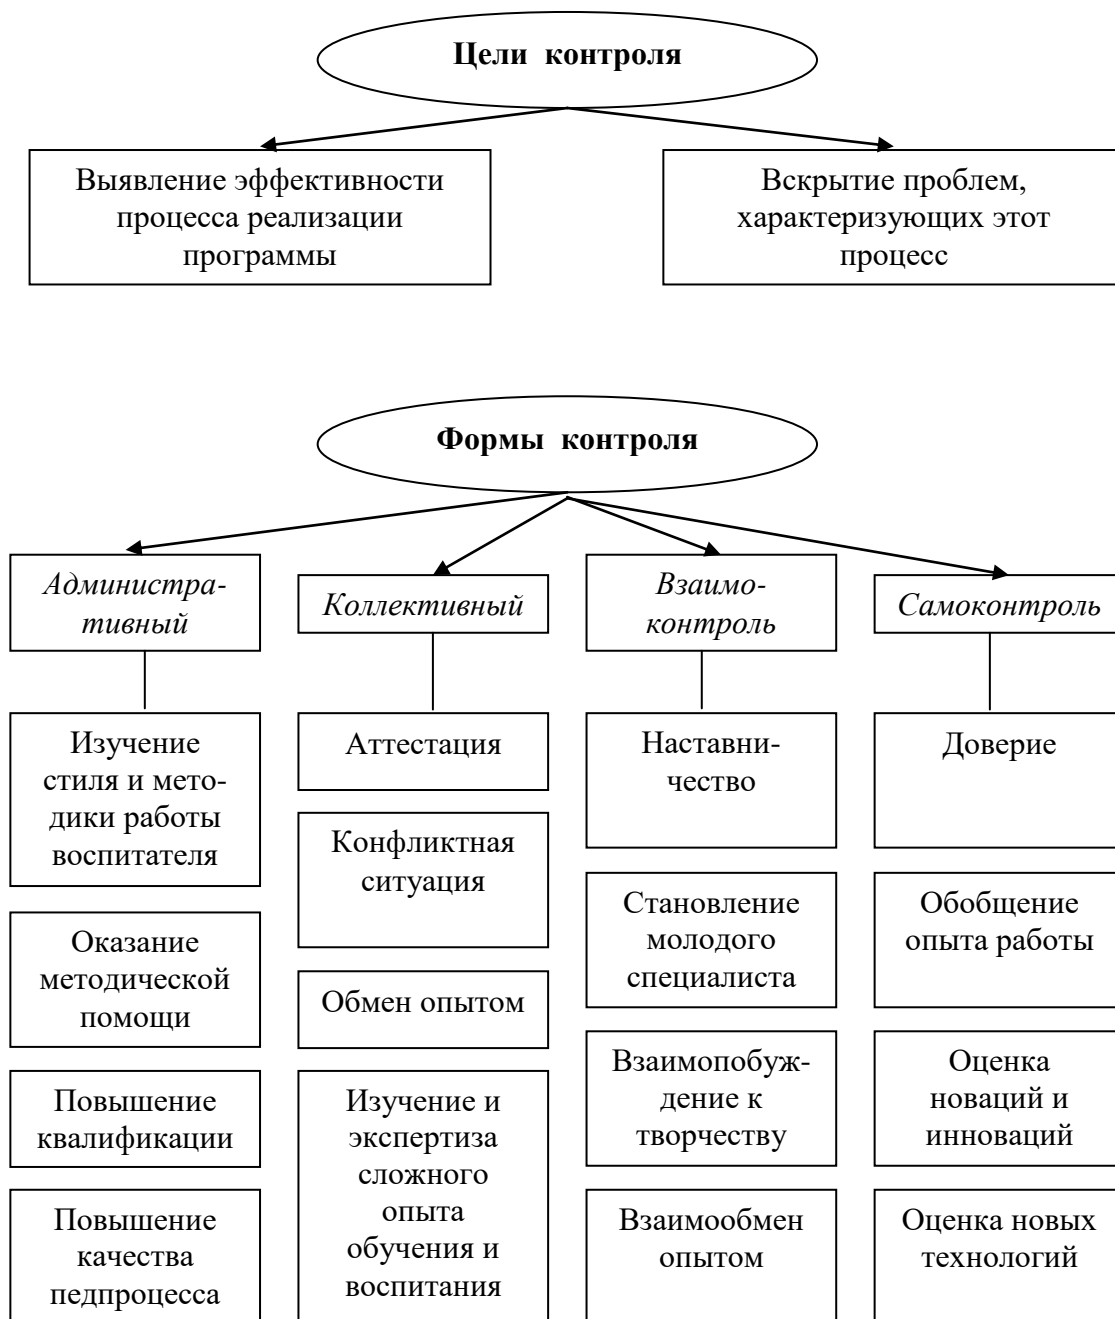 Цели контроля
Выявление эффективности
процесса реализации
программы
Вскрытие проблем,
характеризующих этот
процесс
Формы контроля
Администра-
тивный
Коллективный
Взаимо-
контроль
Самоконтроль
Изучение
стиля и мето-
дики работы
воспитателя
Оказание
методической
помощи
Повышение
квалификации
Повышение
качества
педпроцесса
Аттестация
Конфликтная
ситуация
Обмен опытом
Изучение и
экспертиза
сложного
опыта
обучения и
воспитания
Наставни-
чество
Становление
молодого
специалиста
Взаимопобуж-
дение к
творчеству
Взаимообмен
опытом
Доверие
Обобщение
опыта работы
Оценка
новаций и
инноваций
Оценка новых
технологий